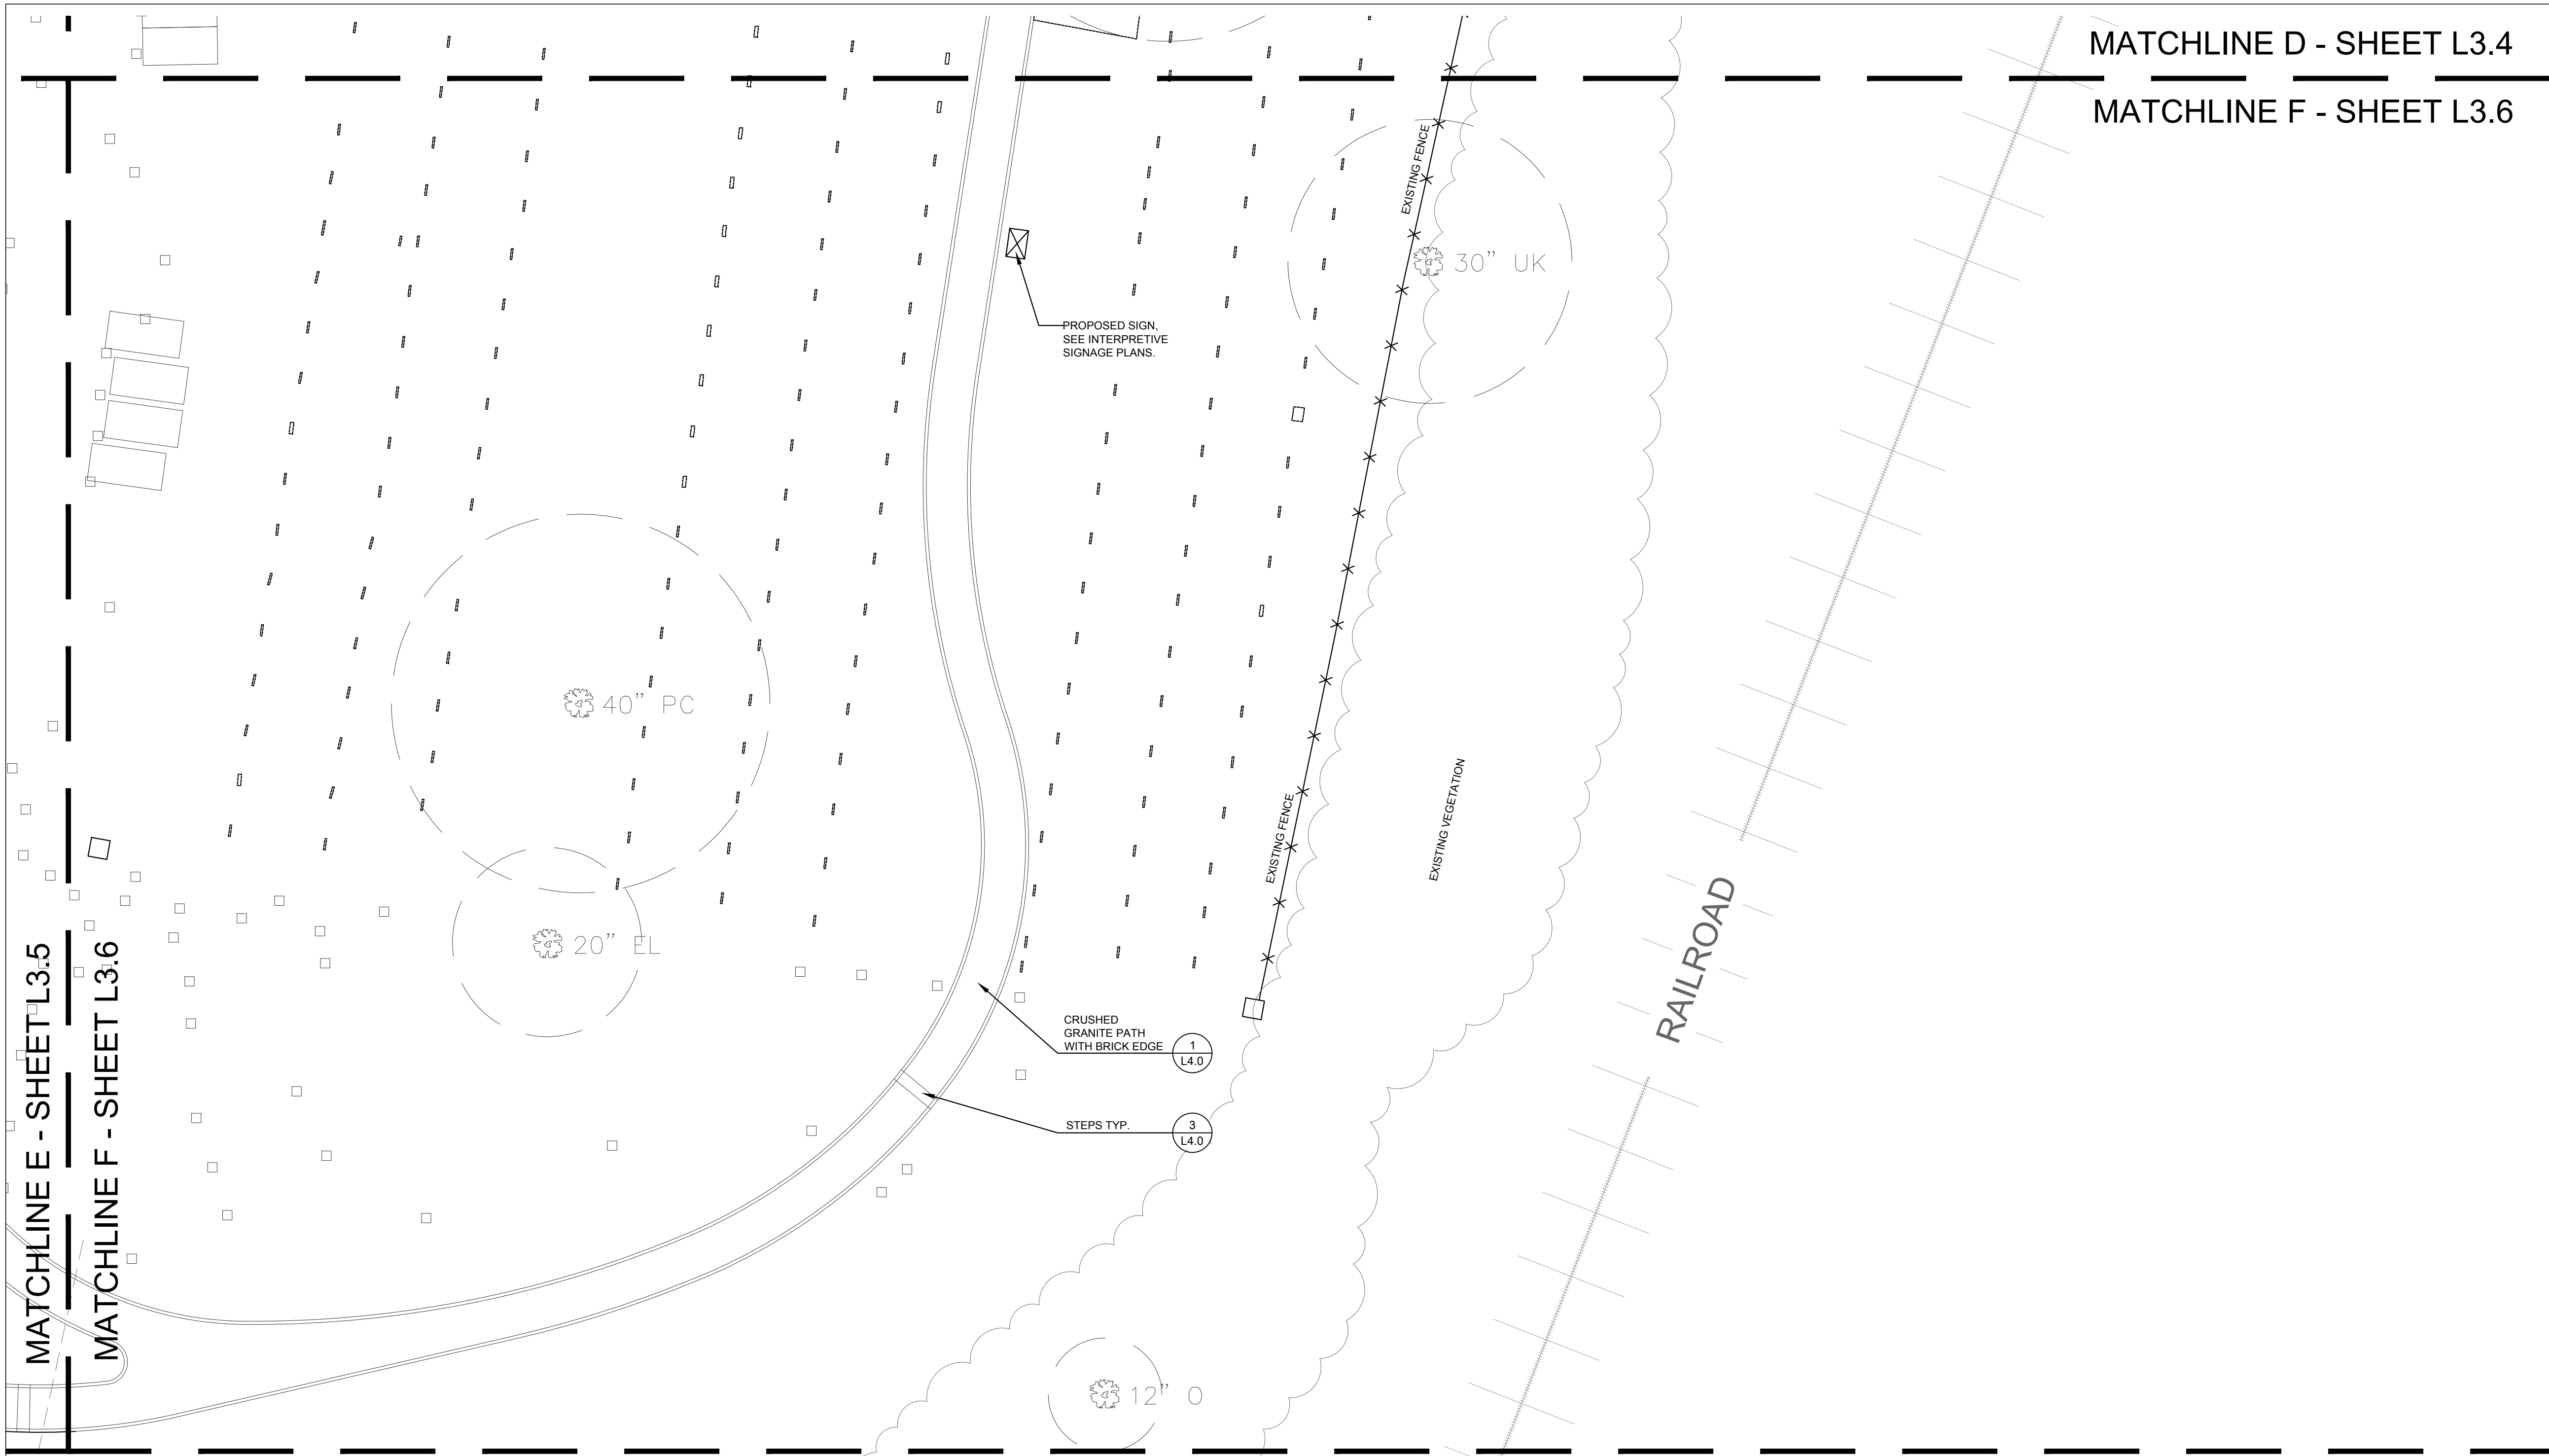 MATCHLINE D - SHEET L3.4
MATCHLINE F - SHEET L3.6
EXISTING FENCE
30” UK
PROPOSED SIGN,
SEE INTERPRETIVE
SIGNAGE PLANS.
40” PC
EXISTING FENCE
EXISTING VEGETATION
RAILROAD
20” EL
MATCHLINE E - SHEET L3.5
MATCHLINE F - SHEET L3.6
CRUSHED
GRANITE PATH
WITH BRICK EDGE
1
L4.0
STEPS TYP.
3
L4.0
12” O